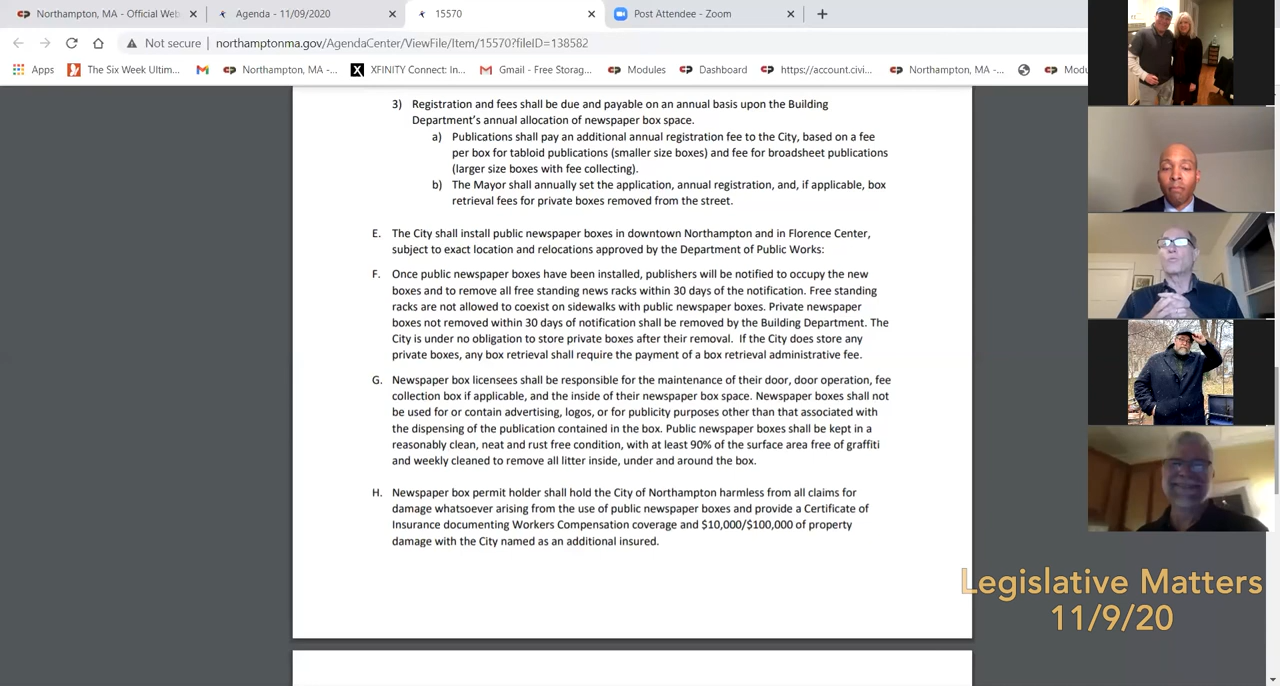 Northampton, MA - Official Web
Agenda - 11/09/2020
15570
Post Attendee - Zoom
Not secure
northamptonma.gov/AgendaCenter/ViewFile/Item/15570?fileID=138582
Apps
The Six Week Ultim...
Northampton, MA -...
XFINITY Connect: In...
Gmail - Free Storag...
Modules
Dashboard
https://account.civi...
Northampton, MA -...
Modu
3) Registration and fees shall be due and payable on an annual basis upon the Building
Department's annual allocation of newspaper box space.
a) Publications shall pay an additional annual registration fee to the City, based on a fee
per box for tabloid publications (smaller size boxes) and fee for broadsheet publications
(larger size boxes with fee collecting).
b) The Mayor shall annually set the application, annual registration, and, if applicable, box
retrieval fees for private boxes removed from the street.
E. The City shall install public newspaper boxes in downtown Northampton and in Florence Center,
subject to exact location and relocations approved by the Department of Public Works:
F. Once public newspaper boxes have been installed, publishers will be notified to occupy the new
boxes and to remove all free standing news racks within 30 days of the notification. Free standing
racks are not allowed to coexist on sidewalks with public newspaper boxes. Private newspaper
boxes not removed within 30 days of notification shall be removed by the Building Department. The
City is under no obligation to store private boxes after their removal. If the City does store any
private boxes, any box retrieval shall require the payment of a box retrieval administrative fee.
G. Newspaper box licensees shall be responsible for the maintenance of their door, door operation, fee
collection box if applicable, and the inside of their newspaper box space. Newspaper boxes shall not
be used for or contain advertising, logos, or for publicity purposes other than that associated with
the dispensing of the publication contained in the box. Public newspaper boxes shall be kept in a
reasonably clean, neat and rust free condition, with at least 90% of the surface area free of graffiti
and weekly cleaned to remove all litter inside, under and around the box.
H. Newspaper box permit holder shall hold the City of Northampton harmless from all claims for
damage whatsoever arising from the use of public newspaper boxes and provide a Certificate of
Insurance documenting Workers Compensation coverage and $10,000/$100,000 of property
damage with the City named as an additional insured.
Legislative Matters
11/9/20